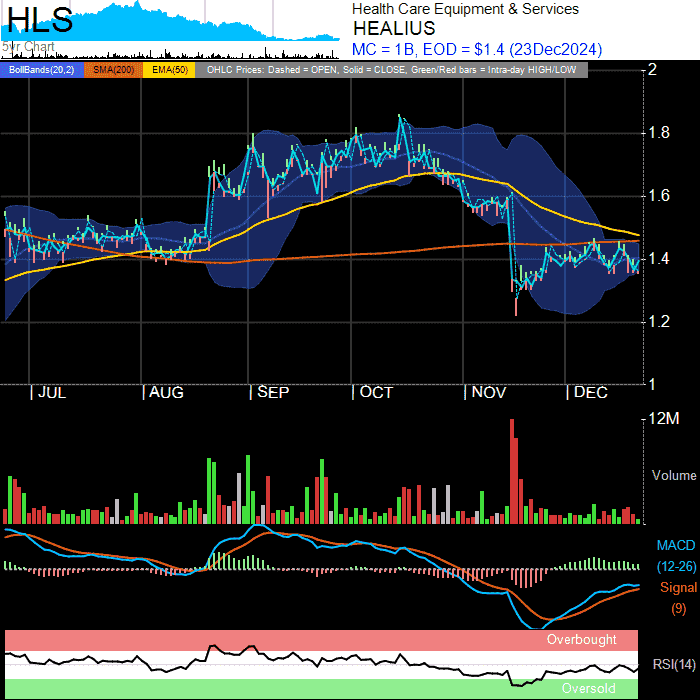 HLS
5yr Chart
Health Care Equipment & Services
HEALIUS
MC = 1B, EOD = $1.4 (23Dec2024)
BollBands(20,2) SMA(200) EMA(50) OHLC Prices: Dashed = OPEN, Solid = CLOSE, Green/Red bars = Intra-day HIGH/LOW
2
1.8
1.6
1.4
1.2
1
JUL AUG SEP OCT NOV DEC
12M
Volume
MACD
(12-26)
Signal
(9)
Overbought
RSI(14)
Oversold